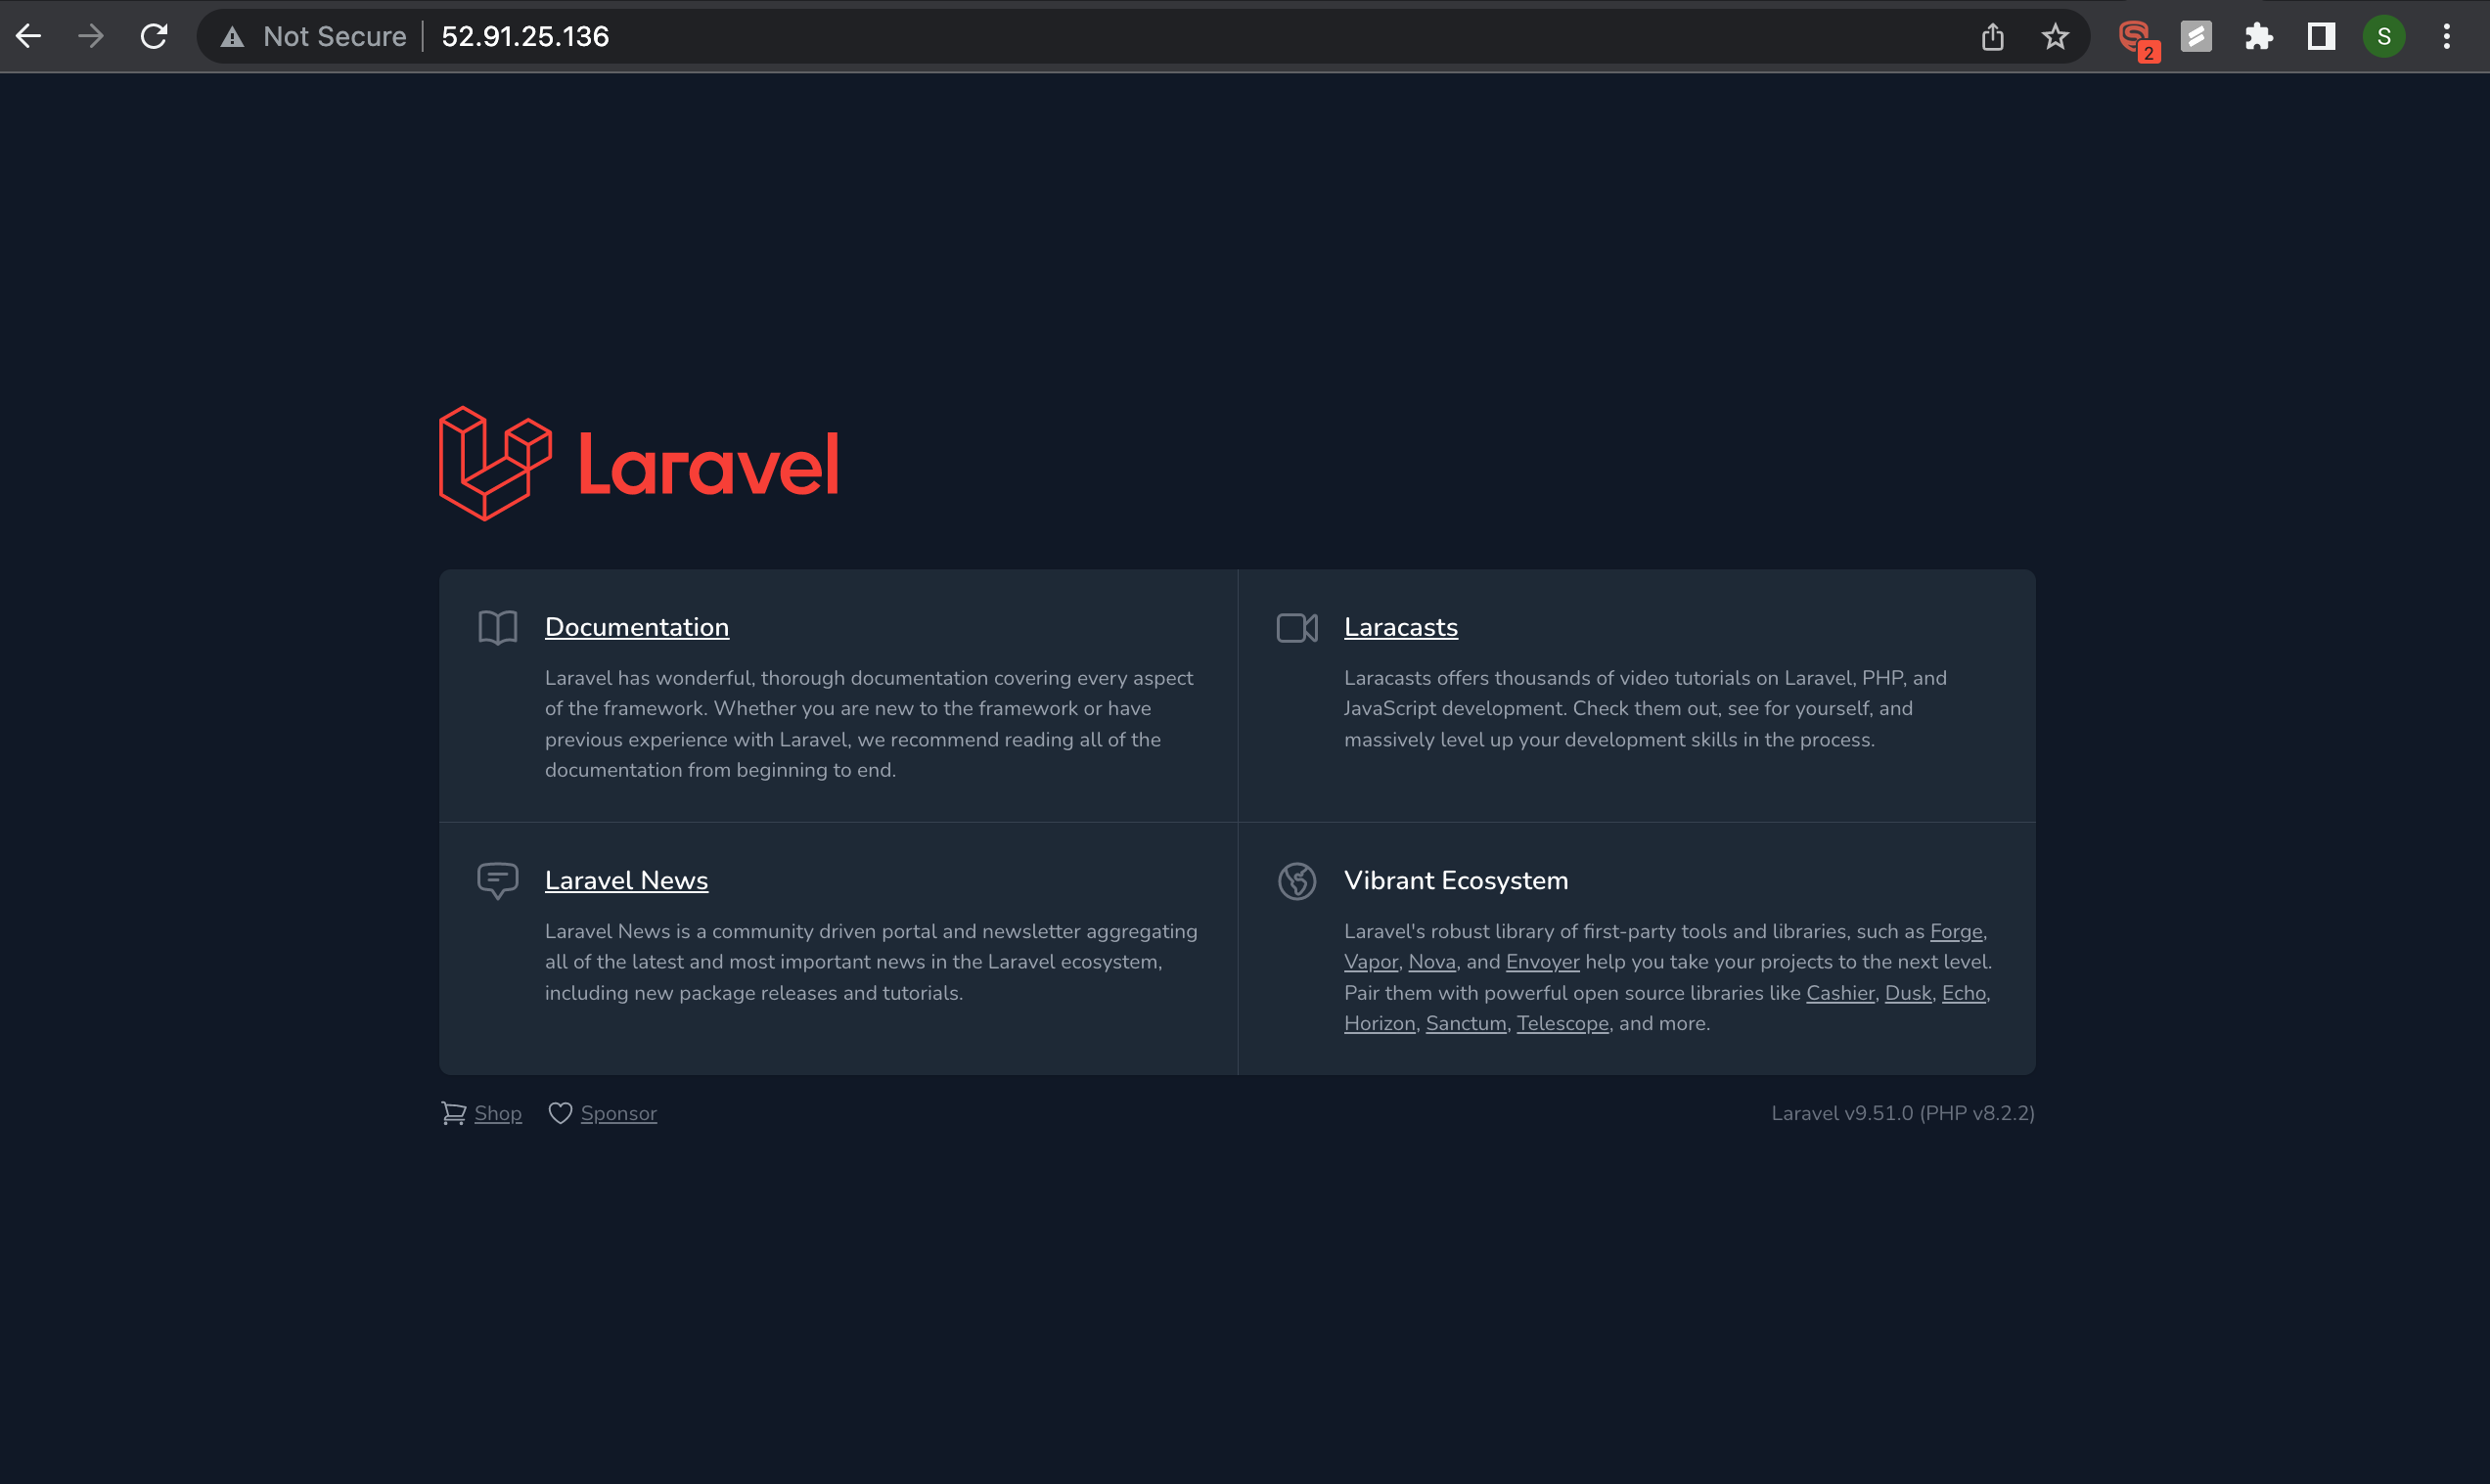 Not Secure 52.91.25.136
2
S
Laravel
Documentation
Laravel has wonderful, thorough documentation covering every aspect
of the framework. Whether you are new to the framework or have
previous experience with Laravel, we recommend reading all of the
documentation from beginning to end.
Laracasts
Laracasts offers thousands of video tutorials on Laravel, PHP, and
JavaScript development. Check them out, see for yourself, and
massively level up your development skills in the process.
Laravel News
Laravel News is a community driven portal and newsletter aggregating
all of the latest and most important news in the Laravel ecosystem,
including new package releases and tutorials.
Vibrant Ecosystem
Laravel's robust library of first-party tools and libraries, such as Forge,
Vapor, Nova, and Envoyer help you take your projects to the next level.
Pair them with powerful open source libraries like Cashier, Dusk, Echo,
Horizon, Sanctum, Telescope, and more.
Shop Sponsor
Laravel v9.51.0 (PHP v8.2.2)